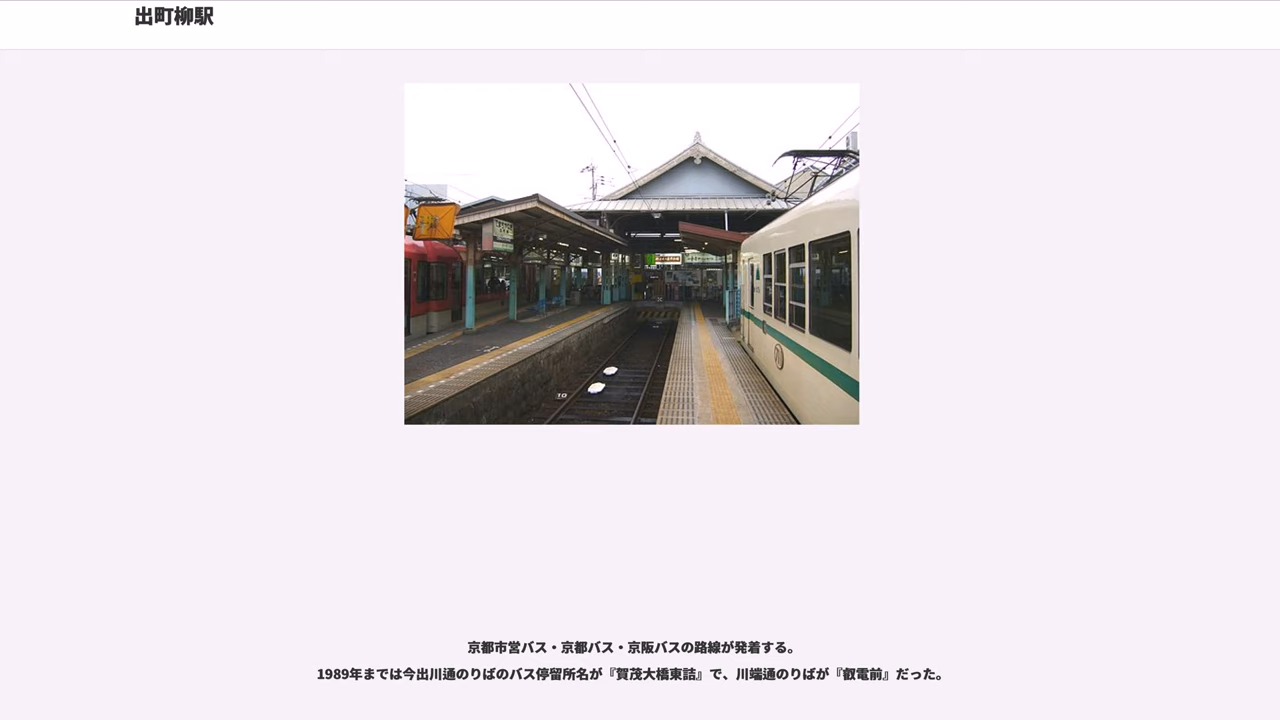 出町柳駅
10
京都市営バス・京都バス・京阪バスの路線が発着する。
1989年までは今出川通のりばのバス停留所名が『賀茂大橋東詰』で、川端通のりばが『叡電前』だった。